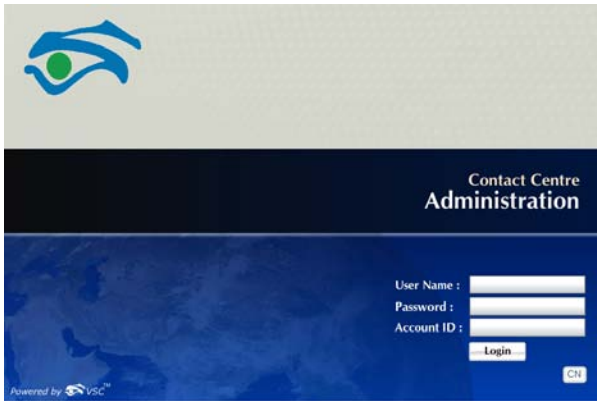 Contact Centre
Administration
User Name :
Password :
Account ID :
Login
CN
Powered by VSC™